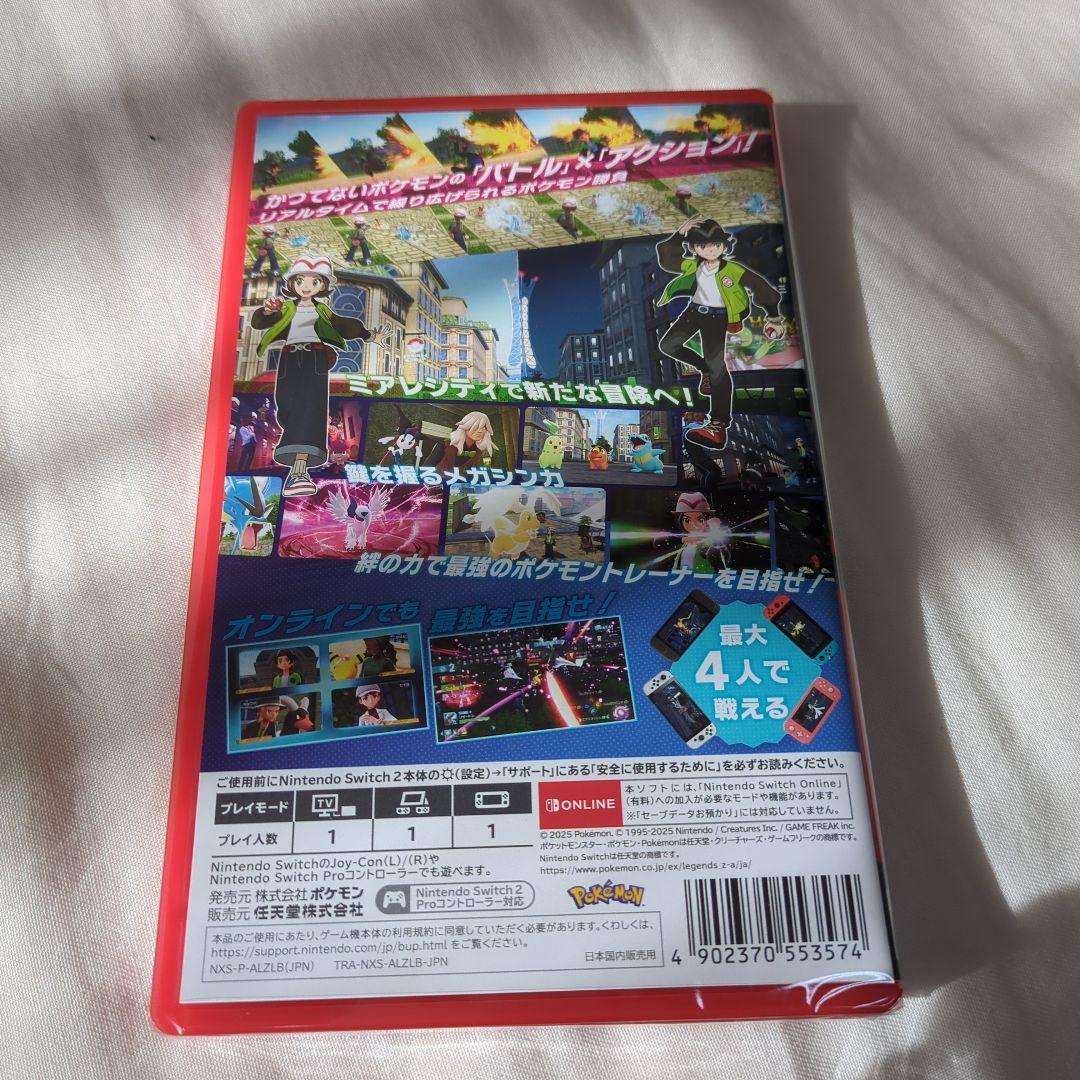 かつてないポケモンの「バトル」×「アクション」!
リアルタイムで繰り広げられるポケモン勝負
ミアレシティで新たな冒険へ!
鍵を握るメガシンカ
絆の力で最強のポケモントレーナーを目指せ!
オンラインでも 最強を目指せ!
最大
4人で
戦える
ご使用前にNintendo Switch 2本体の(設定)→「サポート」にある「安全に使用するために」を必ずお読みください。
プレイモード TV
プレイ人数 1 1 1
ONLINE
本ソフトには、「Nintendo Switch Online」
(有料)への加入が必要なモードや機能があります。
※「セーブデータお預かり」には対応していません。
Nintendo SwitchのJoy-Con(L)/(R)や
Nintendo Switch Proコントローラーでも遊べます。
© 2025 Pokémon. © 1995-2025 Nintendo / Creatures Inc. / GAME FREAK inc.
ポケットモンスター・ポケモン・Pokémonは任天堂・クリーチャーズ・ゲームフリークの商標です。
Nintendo Switchは任天堂の商標です。
https://www.pokemon.co.jp/ex/legends_z-a/ja/
発売元 株式会社ポケモン
販売元 任天堂株式会社
Nintendo Switch 2
Proコントローラー対応
POKÉMON
本品のご使用にあたり、ゲーム機本体の利用規約に同意していただく必要があります。くわしくは、
https://support.nintendo.com/jp/bup.html をご覧ください。
日本国内販売用
NXS-P-ALZLB(JPN) TRA-NXS-ALZLB-JPN
4 902370 553574